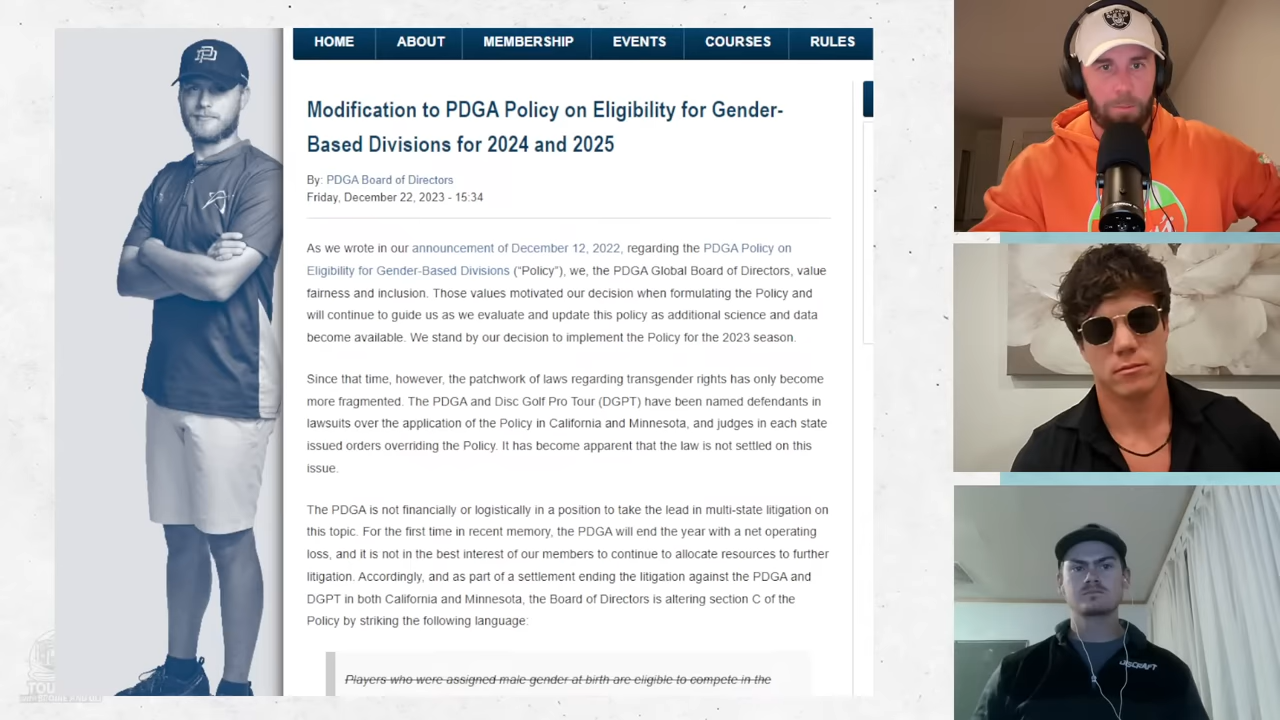 HOME ABOUT MEMBERSHIP EVENTS COURSES RULES
Modification to PDGA Policy on Eligibility for Gender-
Based Divisions for 2024 and 2025
By: PDGA Board of Directors
Friday, December 22, 2023 - 15:34
As we wrote in our announcement of December 12, 2022, regarding the PDGA Policy on
Eligibility for Gender-Based Divisions (“Policy”), we, the PDGA Global Board of Directors, value
fairness and inclusion. Those values motivated our decision when formulating the Policy and
will continue to guide us as we evaluate and update this policy as additional science and data
become available. We stand by our decision to implement the Policy for the 2023 season.
Since that time, however, the patchwork of laws regarding transgender rights has only become
more fragmented. The PDGA and Disc Golf Pro Tour (DGPT) have been named defendants in
lawsuits over the application of the Policy in California and Minnesota, and judges in each state
issued orders overriding the Policy. It has become apparent that the law is not settled on this
issue.
The PDGA is not financially or logistically in a position to take the lead in multi-state litigation on
this topic. For the first time in recent memory, the PDGA will end the year with a net operating
loss, and it is not in the best interest of our members to continue to allocate resources to further
litigation. Accordingly, and as part of a settlement ending the litigation against the PDGA and
DGPT in both California and Minnesota, the Board of Directors is altering section C of the
Policy by striking the following language:
Players who were assigned male gender at birth are eligible to compete in the
RAIDERS
DISCRAFT
TOU